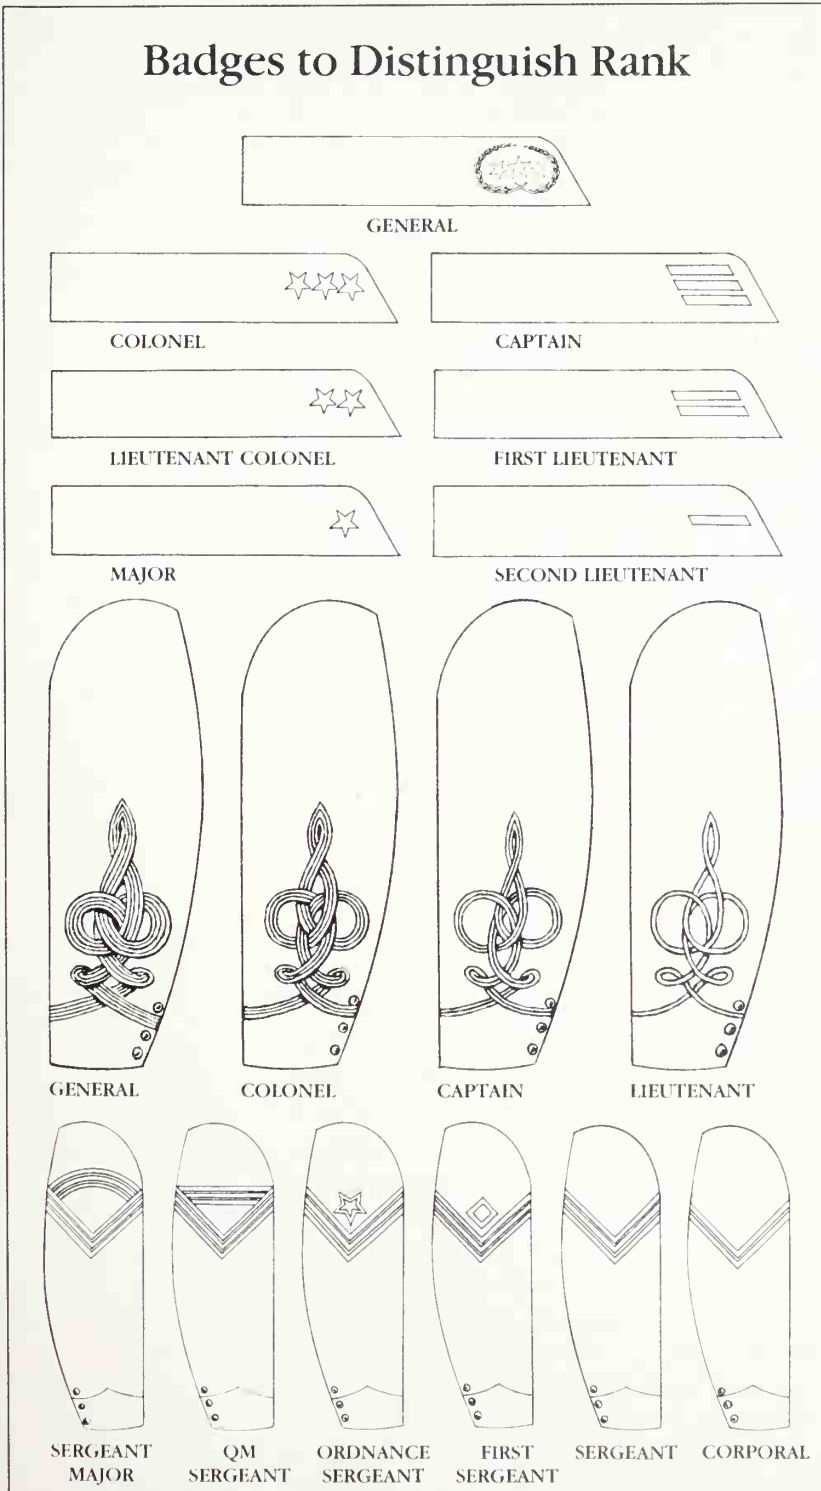 Badges to Distinguish Rank
GENERAL
COLONEL
CAPTAIN
LIEUTENANT COLONEL
FIRST LIEUTENANT
MAJOR
SECOND LIEUTENANT
GENERAL
COLONEL
CAPTAIN
LIEUTENANT
SERGEANT
MAJOR
QM
SERGEANT
ORDNANCE
SERGEANT
FIRST
SERGEANT
SERGEANT
CORPORAL